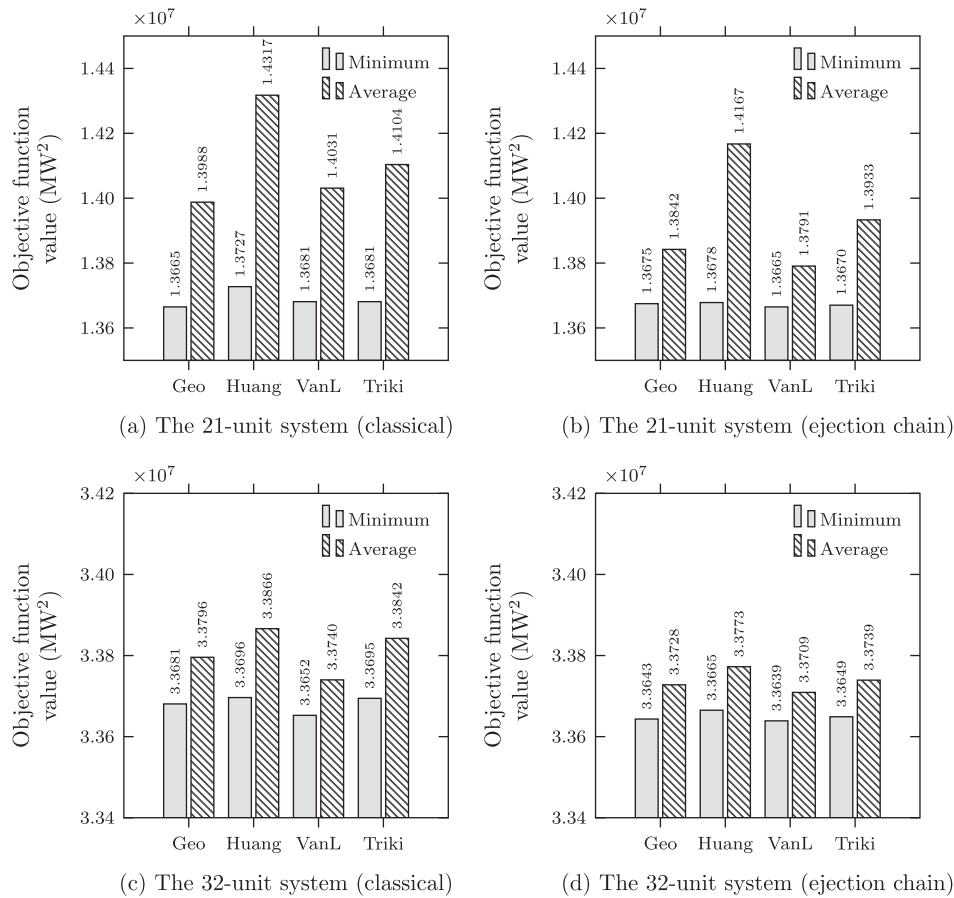 ×10⁷
1.44
1.42
1.40
1.38
1.36
Objective function
value (MW²)
Minimum
Average
1.3665
1.3988
1.3727
1.4317
1.3681
1.4031
1.3681
1.4104
Geo Huang VanL Triki
(a) The 21-unit system (classical)
×10⁷
1.44
1.42
1.40
1.38
1.36
Objective function
value (MW²)
Minimum
Average
1.3675
1.3842
1.3678
1.4167
1.3665
1.3791
1.3670
1.3933
Geo Huang VanL Triki
(b) The 21-unit system (ejection chain)
×10⁷
3.42
3.40
3.38
3.36
3.34
Objective function
value (MW²)
Minimum
Average
3.3681
3.3796
3.3696
3.3866
3.3652
3.3740
3.3695
3.3842
Geo Huang VanL Triki
(c) The 32-unit system (classical)
×10⁷
3.42
3.40
3.38
3.36
3.34
Objective function
value (MW²)
Minimum
Average
3.3643
3.3728
3.3665
3.3773
3.3639
3.3709
3.3649
3.3739
Geo Huang VanL Triki
(d) The 32-unit system (ejection chain)